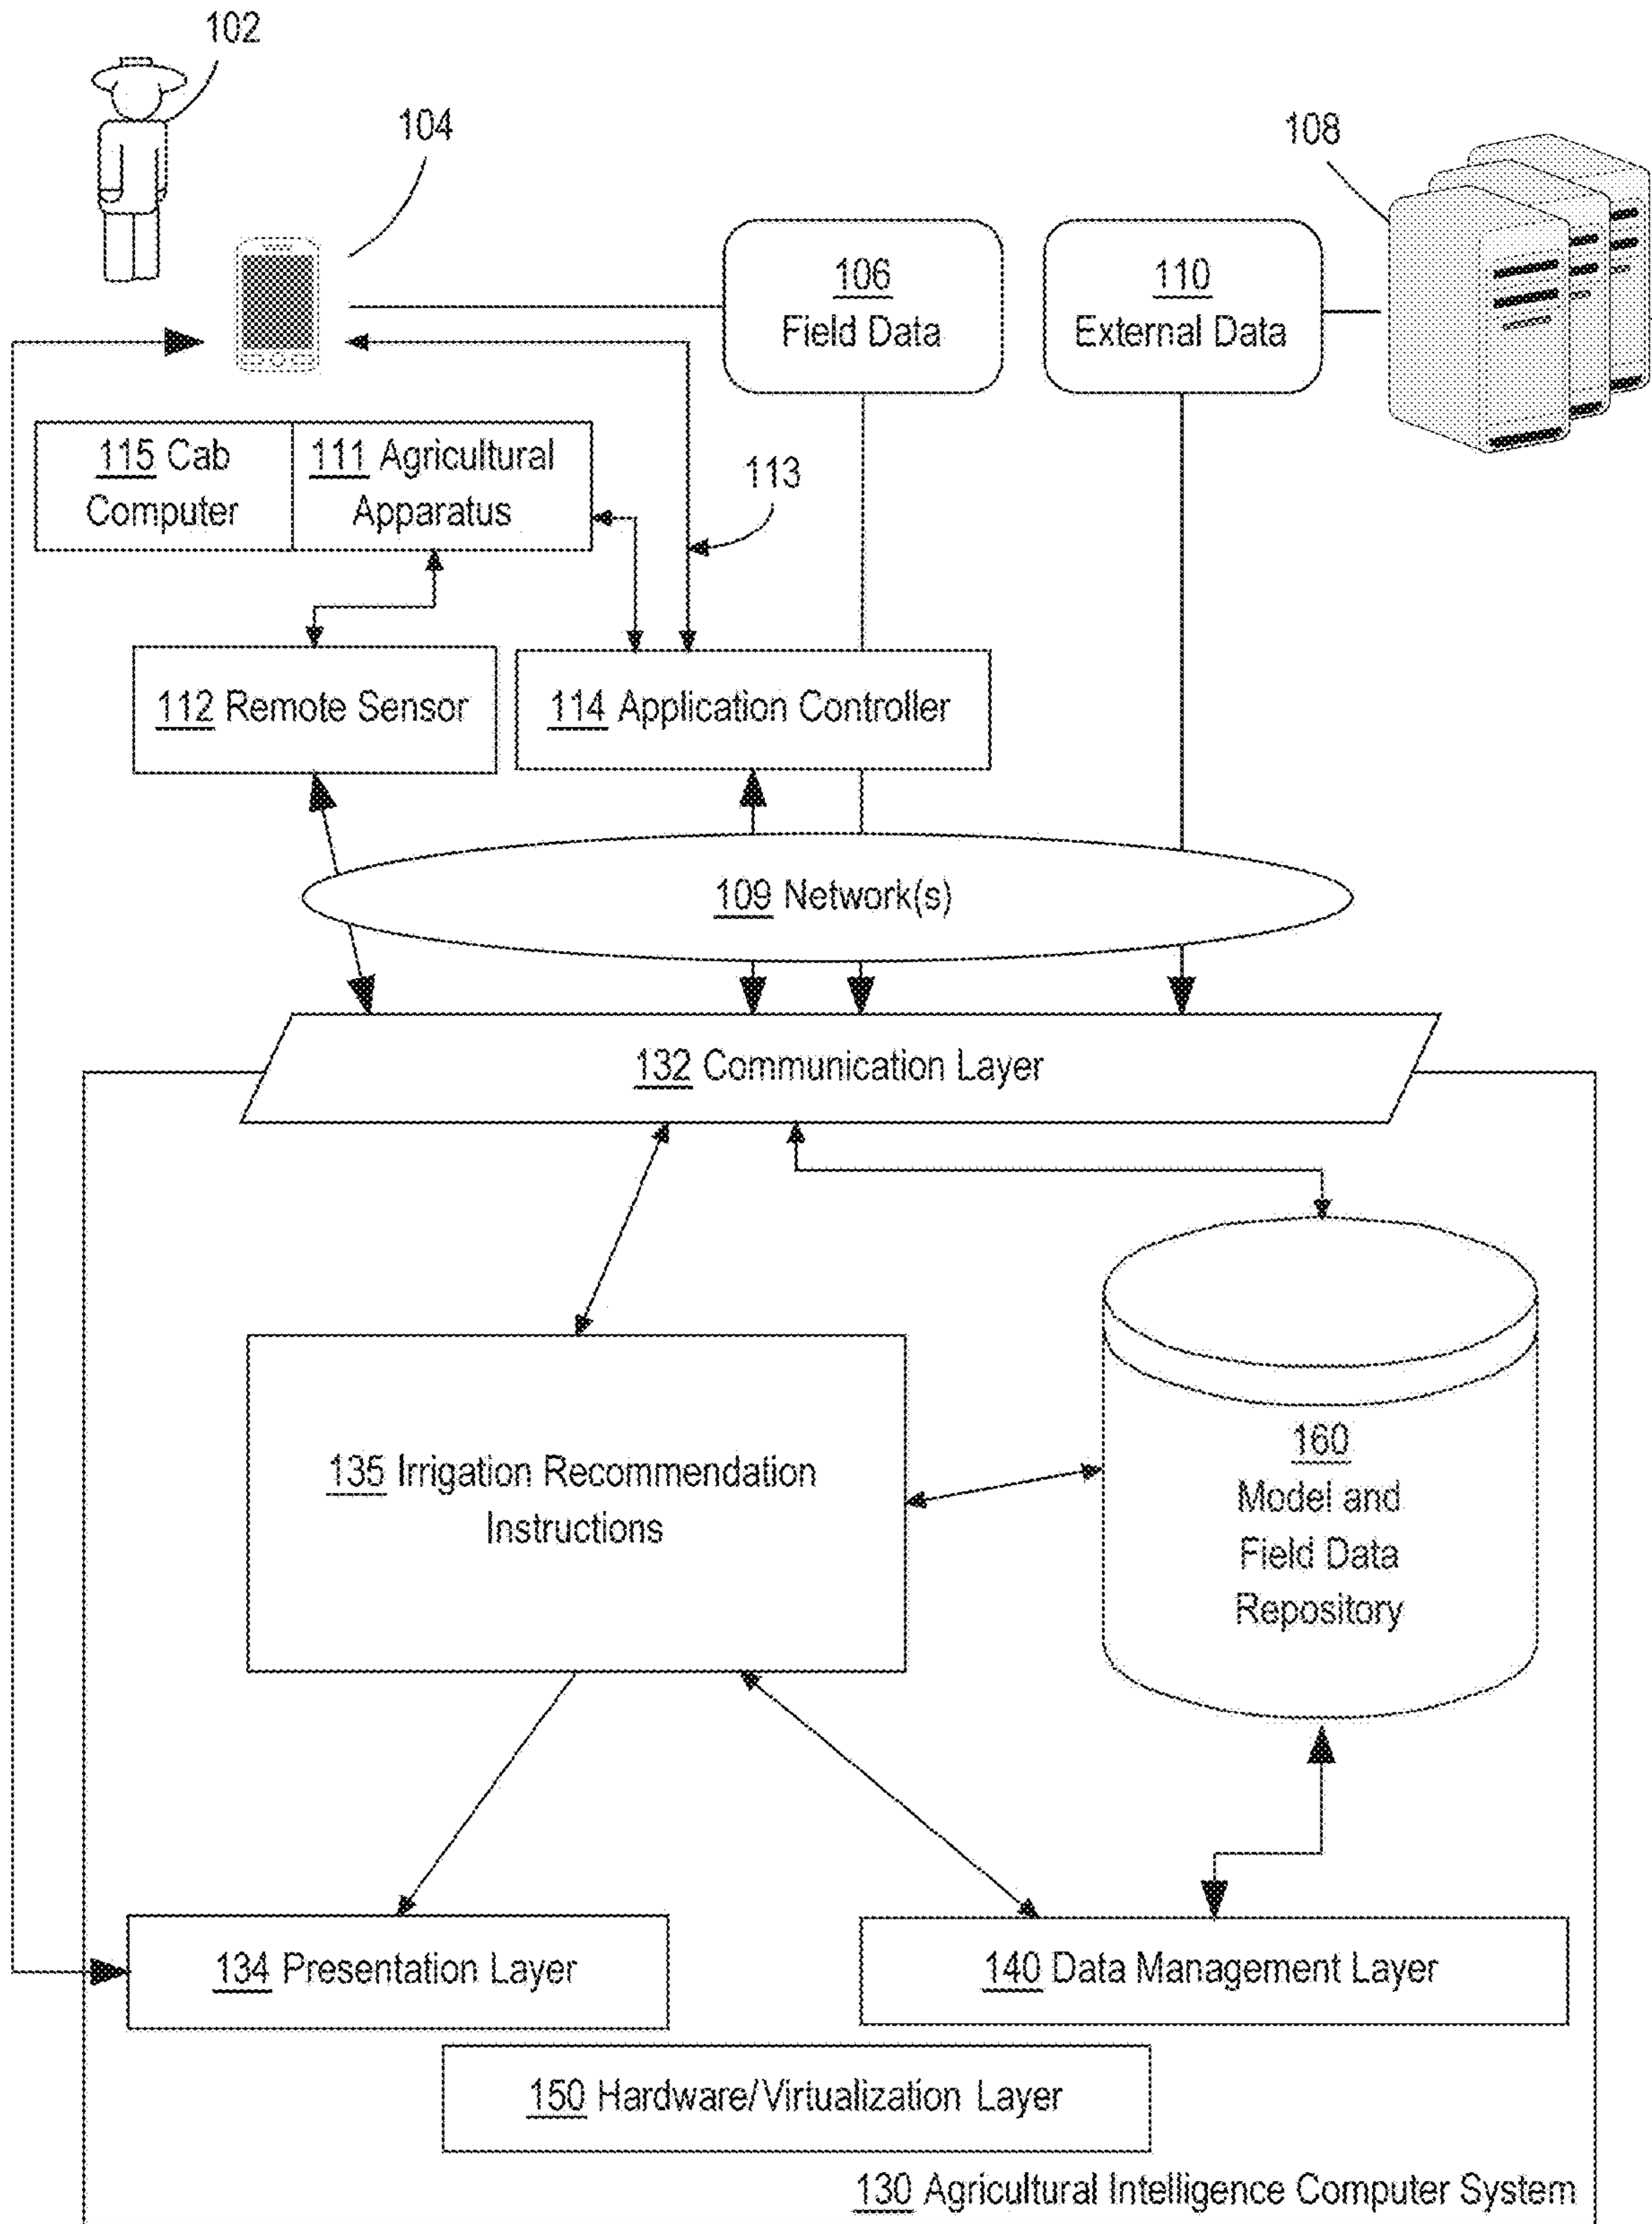 102
104
108
106
Field Data
110
External Data
115 Cab
Computer
111 Agricultural
Apparatus
113
112 Remote Sensor
114 Application Controller
109 Network(s)
132 Communication Layer
135 Irrigation Recommendation
Instructions
160
Model and
Field Data
Repository
134 Presentation Layer
140 Data Management Layer
150 Hardware/Virtualization Layer
130 Agricultural Intelligence Computer System